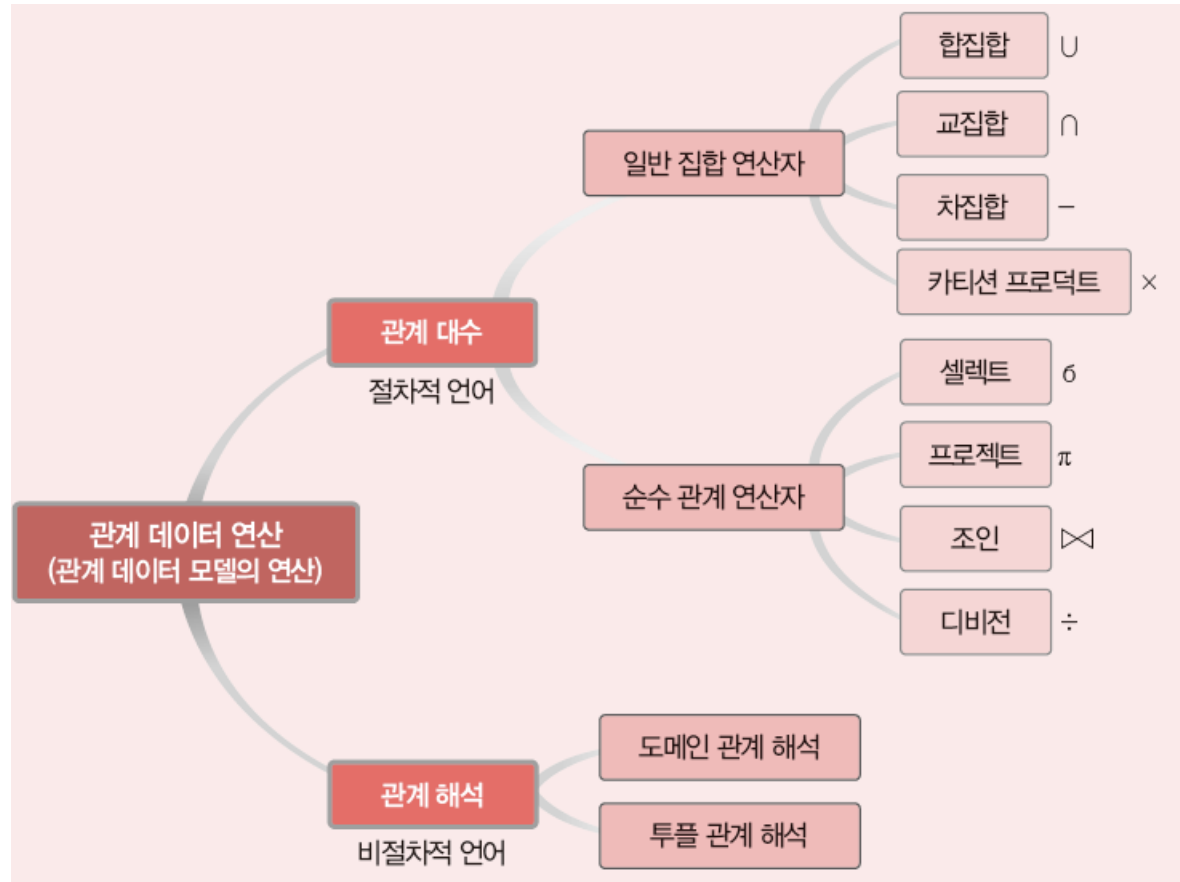 합집합 ∪
교집합 ∩
일반 집합 연산자
차집합 −
카티션 프로덕트 ×
관계 대수
절차적 언어
셀렉트 б
프로젝트 π
순수 관계 연산자
조인 ⋈
디비전 ÷
관계 데이터 연산
(관계 데이터 모델의 연산)
도메인 관계 해석
관계 해석
비절차적 언어
투플 관계 해석